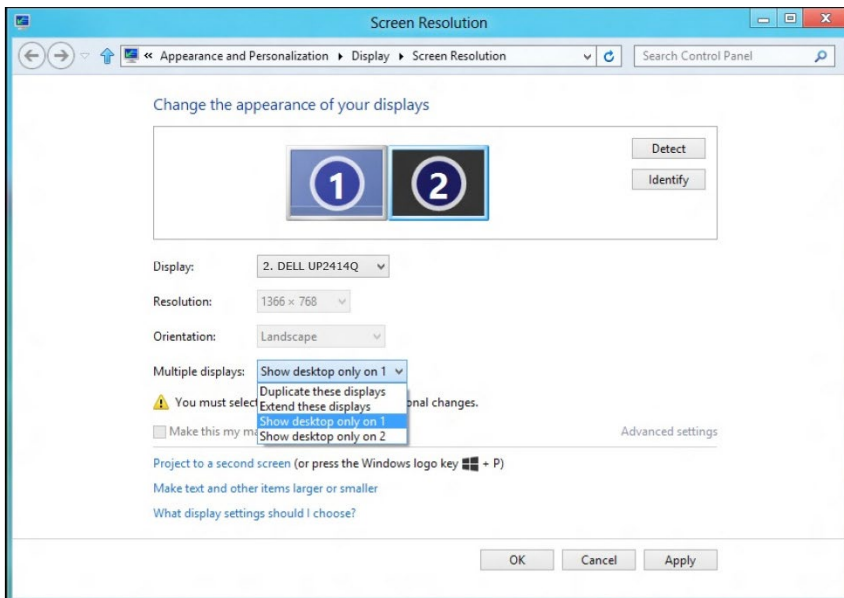 Screen Resolution
« Appearance and Personalization ▸ Display ▸ Screen Resolution
Search Control Panel
Change the appearance of your displays
1
2
Detect
Identify
Display: 2. DELL UP2414Q
Resolution: 1366 × 768
Orientation: Landscape
Multiple displays: Show desktop only on 1
Duplicate these displays
Extend these displays
Show desktop only on 1
Show desktop only on 2
You must select onal changes.
Make this my ma
Advanced settings
Project to a second screen (or press the Windows logo key + P)
Make text and other items larger or smaller
What display settings should I choose?
OK
Cancel
Apply